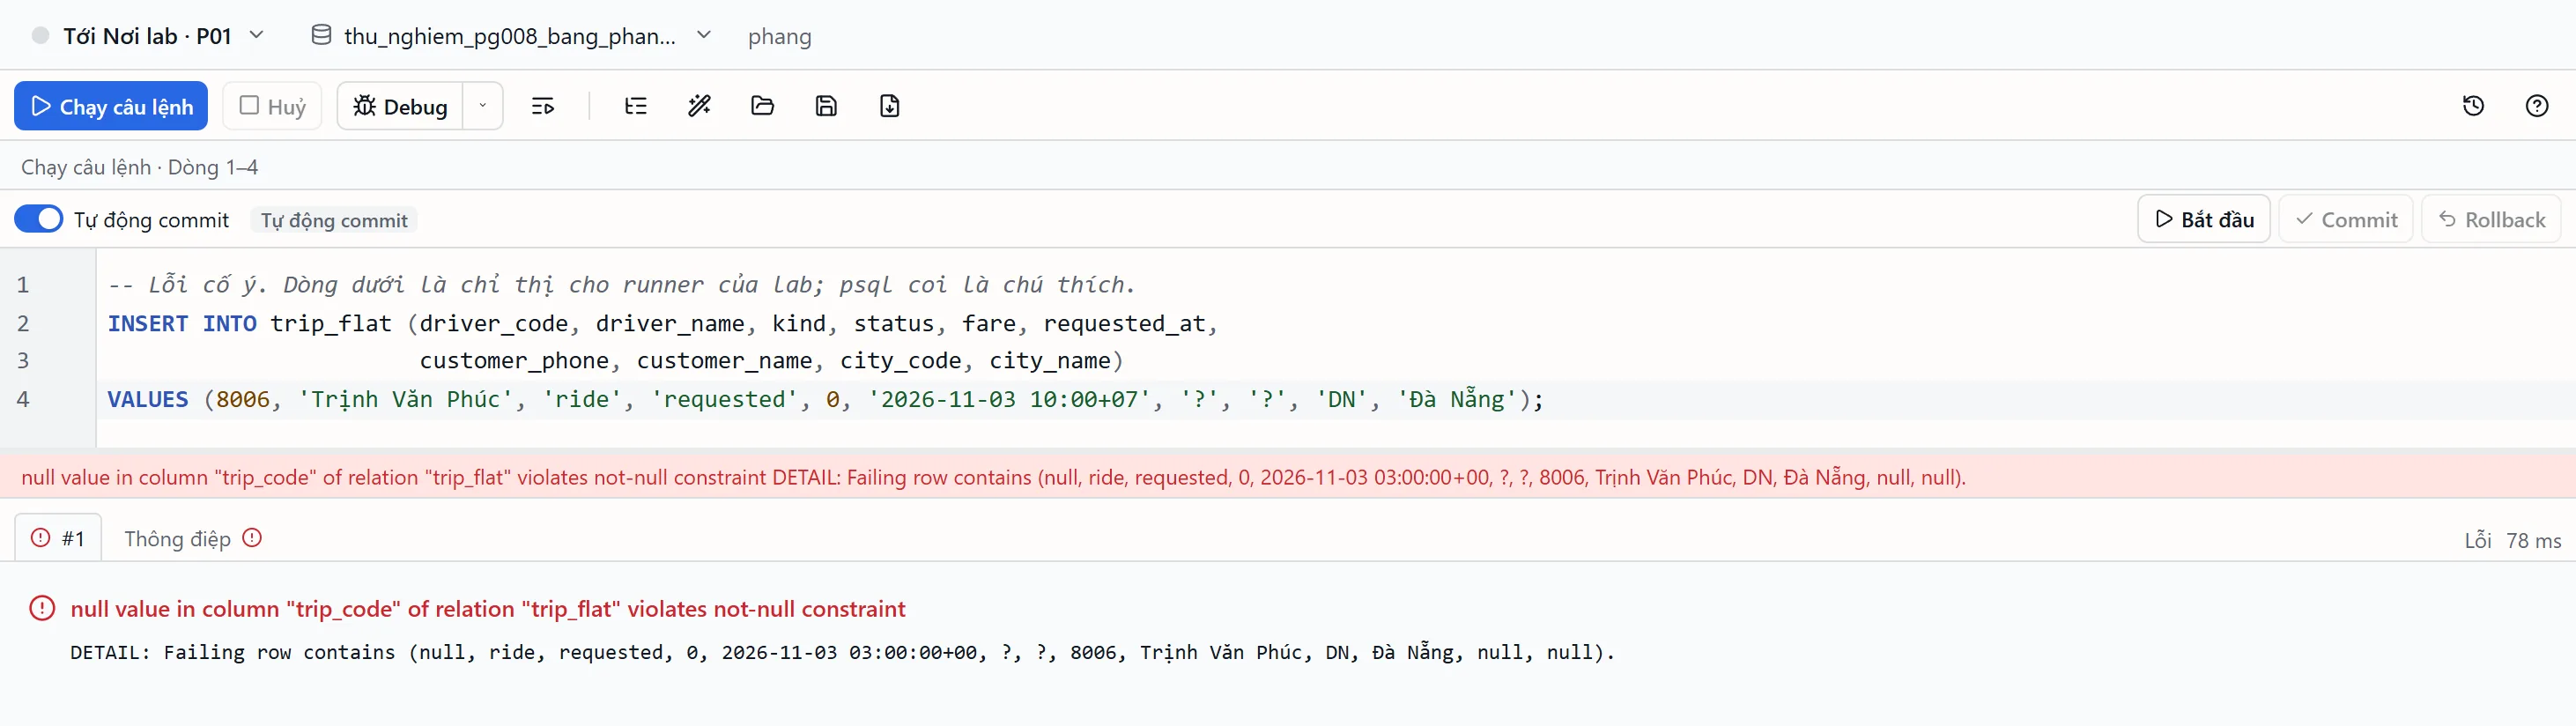 Tới Nơi lab · P01 thu_nghiem_pg008_bang_phan... phang
Chạy câu lệnh Huỷ Debug
Chạy câu lệnh · Dòng 1–4
Tự động commit Tự động commit Bắt đầu Commit Rollback
1 -- Lỗi cố ý. Dòng dưới là chỉ thị cho runner của lab; psql coi là chú thích.
2 INSERT INTO trip_flat (driver_code, driver_name, kind, status, fare, requested_at,
3 customer_phone, customer_name, city_code, city_name)
4 VALUES (8006, 'Trịnh Văn Phúc', 'ride', 'requested', 0, '2026-11-03 10:00+07', '?', '?', 'DN', 'Đà Nẵng');
null value in column "trip_code" of relation "trip_flat" violates not-null constraint DETAIL: Failing row contains (null, ride, requested, 0, 2026-11-03 03:00:00+00, ?, ?, 8006, Trịnh Văn Phúc, DN, Đà Nẵng, null, null).
#1 Thông điệp Lỗi 78 ms
null value in column "trip_code" of relation "trip_flat" violates not-null constraint
DETAIL: Failing row contains (null, ride, requested, 0, 2026-11-03 03:00:00+00, ?, ?, 8006, Trịnh Văn Phúc, DN, Đà Nẵng, null, null).